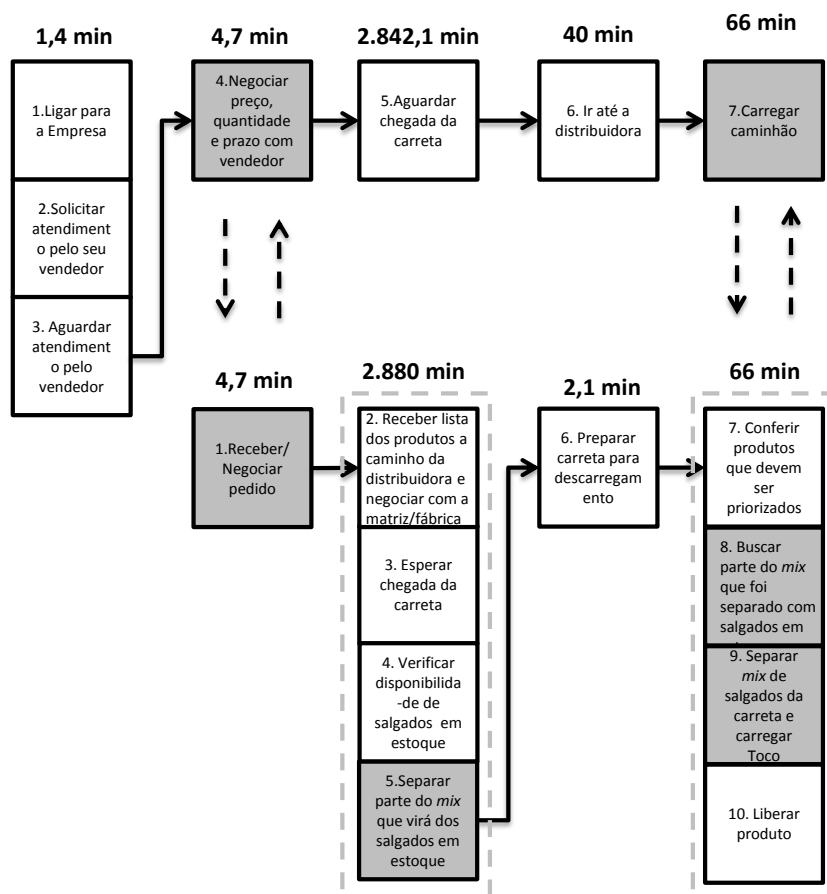 1,4 min
4,7 min
2.842,1 min
40 min
66 min
1.Ligar para
a Empresa
2.Solicitar
atendiment
o pelo seu
vendedor
3. Aguardar
atendiment
o pelo
vendedor
4.Negociar
preço,
quantidade
e prazo com
vendedor
5.Aguardar
chegada da
carreta
6. Ir até a
distribuidora
7.Carregar
caminhão
4,7 min
2.880 min
2,1 min
66 min
1.Receber/
Negociar
pedido
2. Receber lista
dos produtos a
caminho da
distribuidora e
negociar com a
matriz/fábrica
3. Esperar
chegada da
carreta
4. Verificar
disponibilida
-de de
salgados em
estoque
5.Separar
parte do mix
que virá dos
salgados em
estoque
6. Preparar
carreta para
descarregam
ento
7. Conferir
produtos
que devem
ser
priorizados
8. Buscar
parte do mix
que foi
separado com
salgados em
9. Separar
mix de
salgados da
carreta e
carregar
Toco
10. Liberar
produto